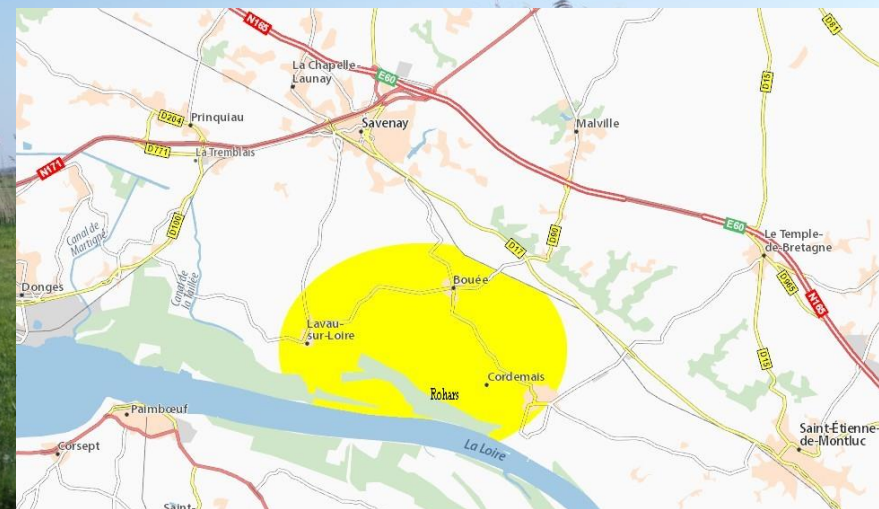 N165
D81
La Chapelle
Launay
E60
D15
D204
Prinquiau
Savenay
Malville
D771
La Tremblais
N171
Canal de
Martigné
D100
Canal de
la Taillée
D17
D90
E60
Le Temple-
de-Bretagne
D965
N165
Donges
Bouée
Lavau-
sur-Loire
Cordemais
Rohars
D15
Paimbœuf
La Loire
Saint-Étienne
de-Montluc
Corsept
Saint-